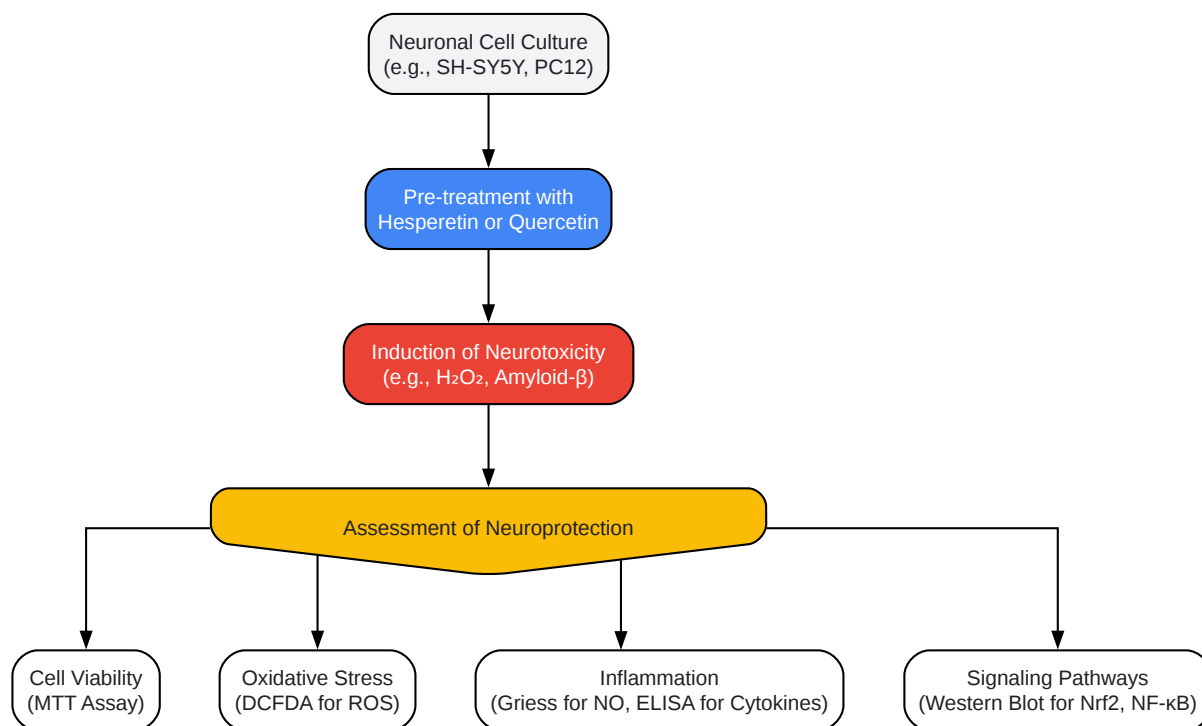 Neuronal Cell Culture
(e.g., SH-SY5Y, PC12)
Pre-treatment with
Hesperetin or Quercetin
Induction of Neurotoxicity
(e.g., H₂O₂, Amyloid-β)
Assessment of Neuroprotection
Cell Viability
(MTT Assay)
Oxidative Stress
(DCFDA for ROS)
Inflammation
(Griess for NO, ELISA for Cytokines)
Signaling Pathways
(Western Blot for Nrf2, NF-κB)